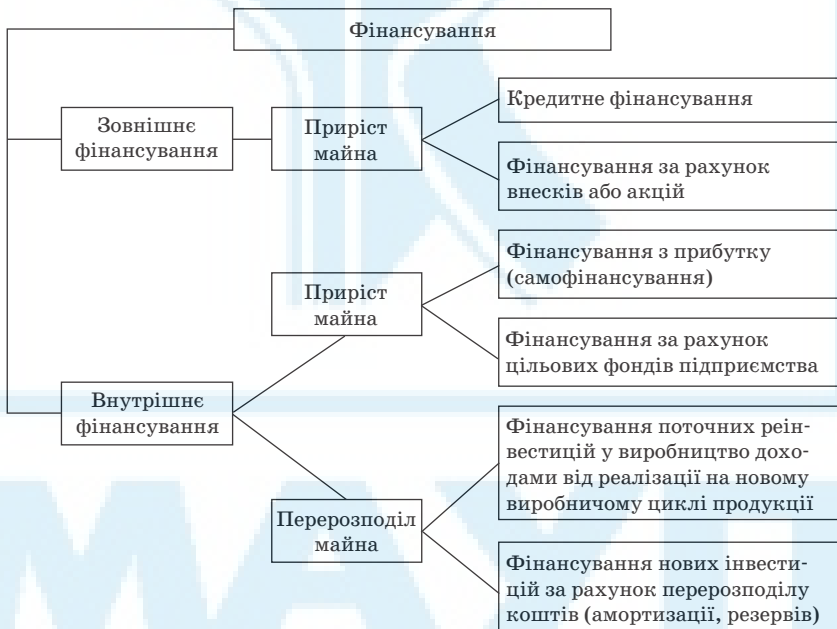 Фінансування
Зовнішнє
фінансування
Приріст
майна
Кредитне фінансування
Фінансування за рахунок
внесків або акцій
Внутрішнє
фінансування
Приріст
майна
Фінансування з прибутку
(самофінансування)
Фінансування за рахунок
цільових фондів підприємства
Перерозподіл
майна
Фінансування поточних реін-
вестицій у виробництво дохо-
дами від реалізації на новому
виробничому циклі продукції
Фінансування нових інвести-
цій за рахунок перерозподілу
коштів (амортизації, резервів)
МАУП